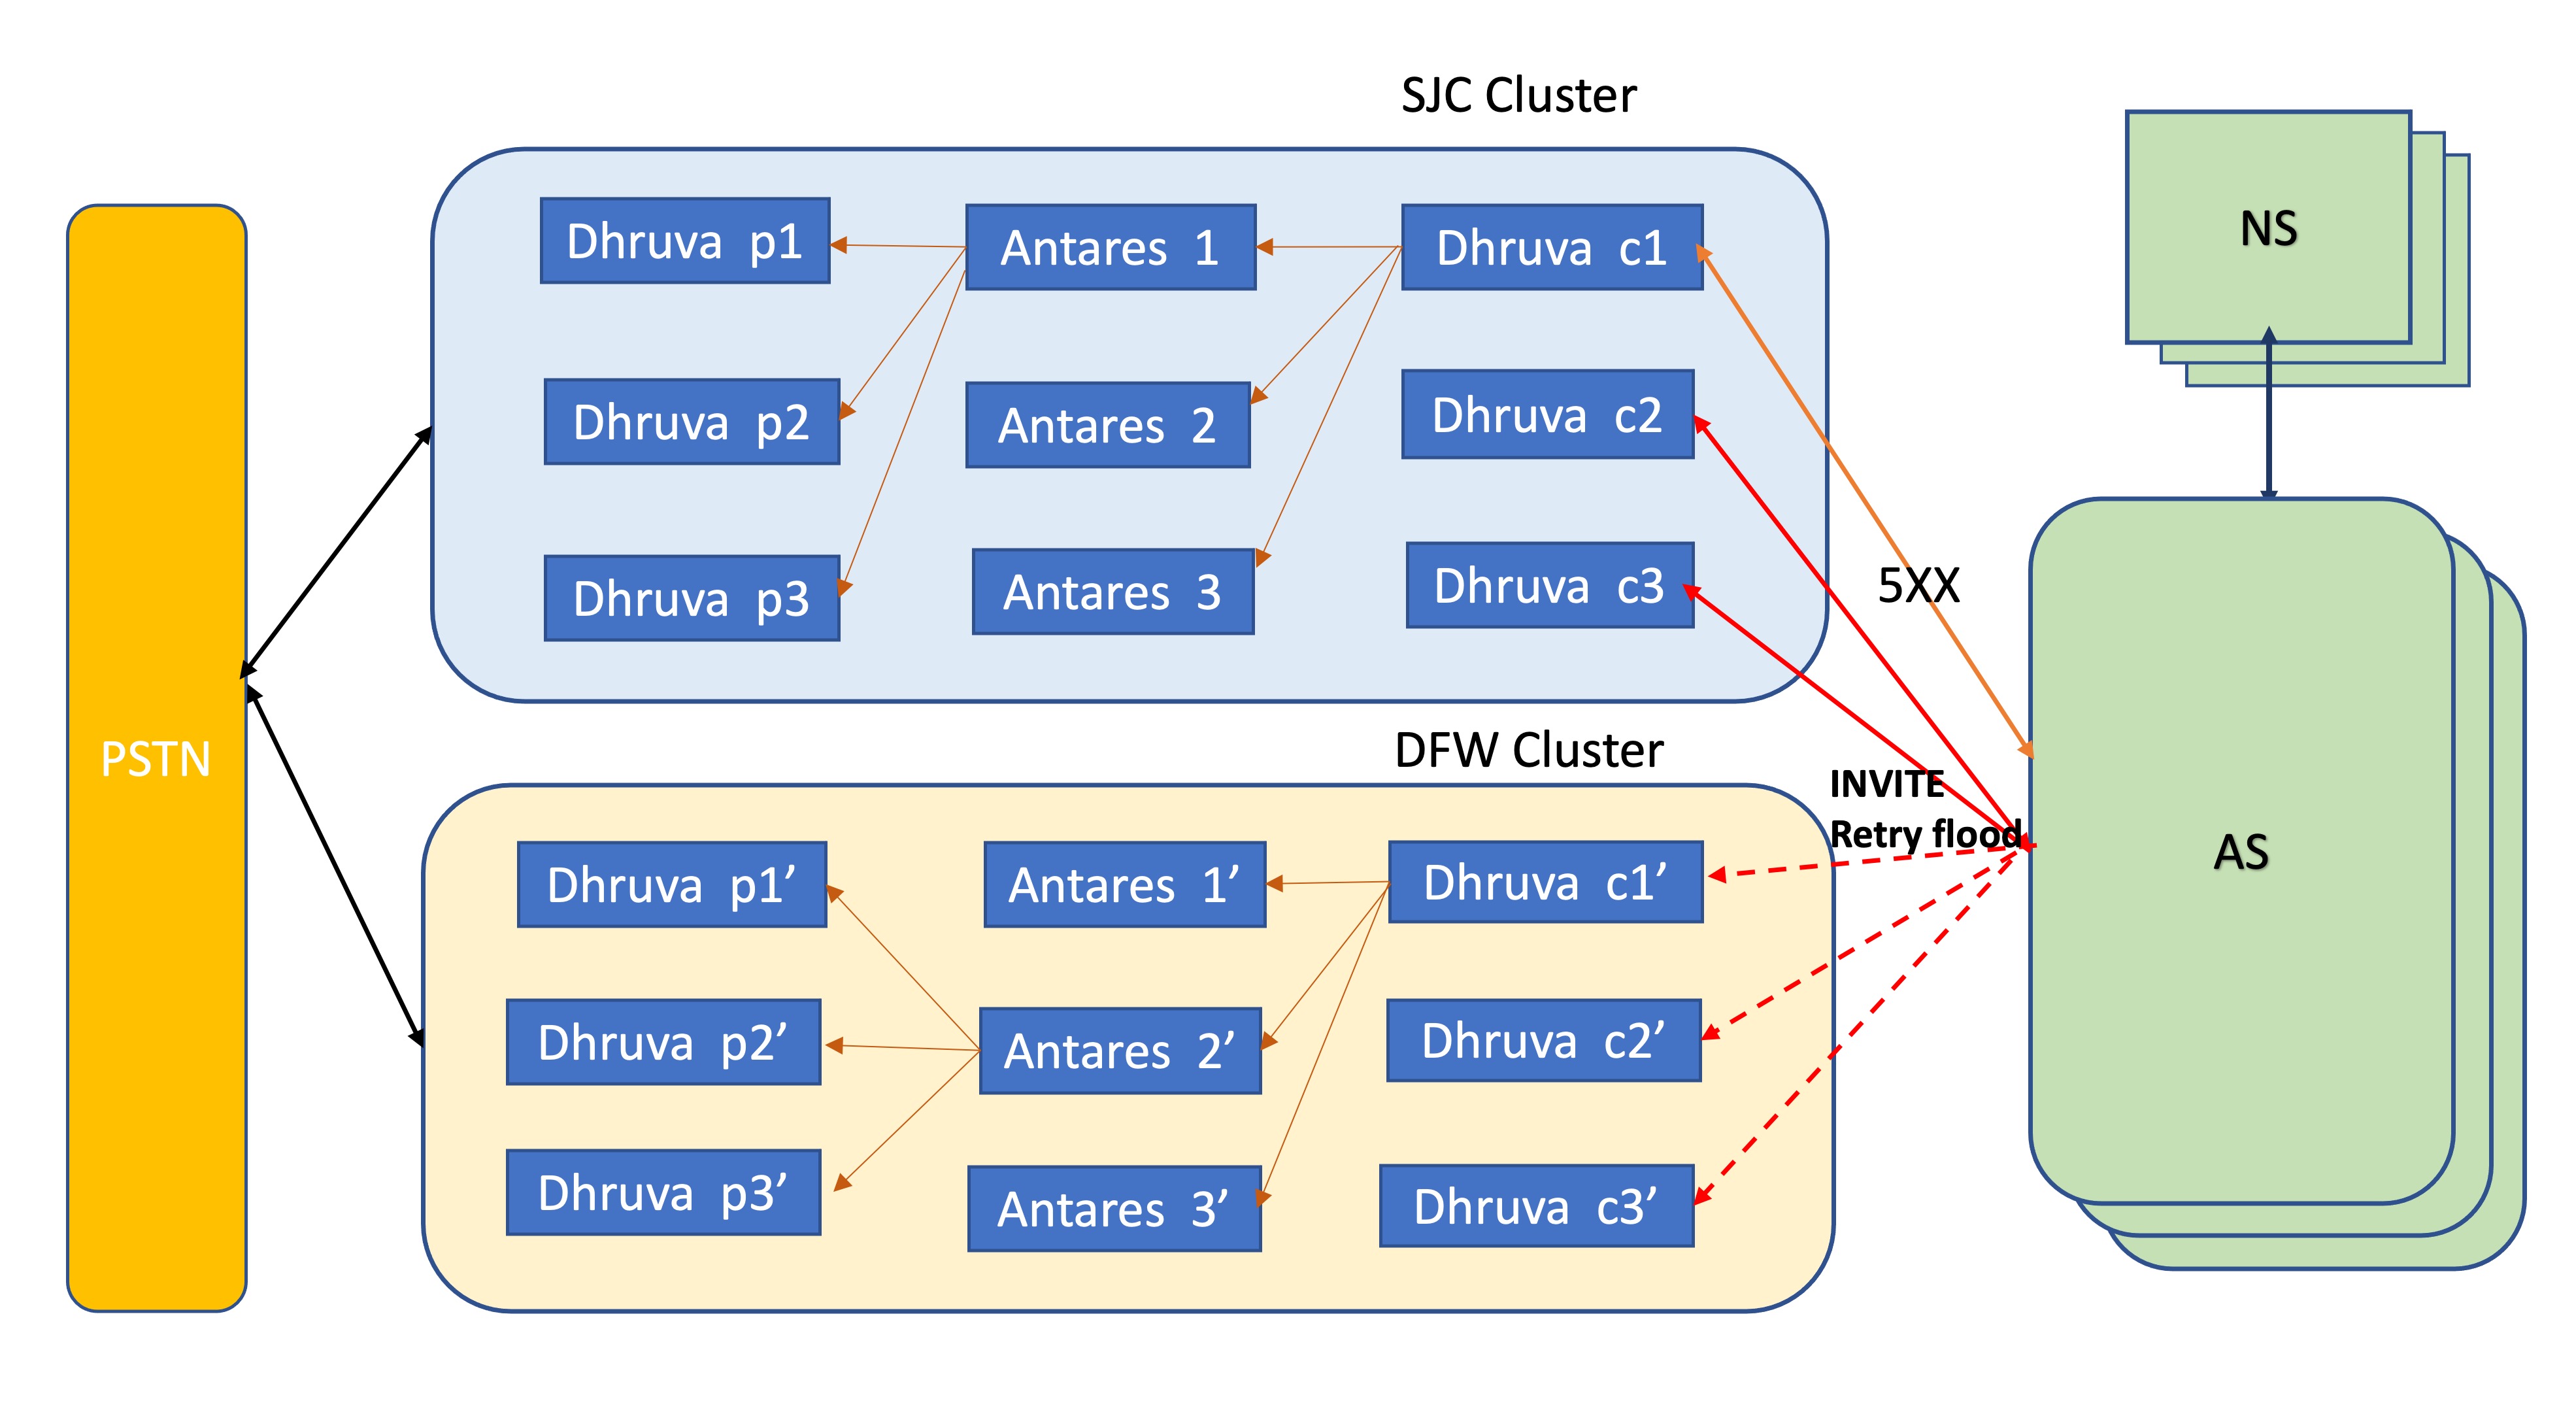 SJC Cluster
NS
Dhruva p1
Antares 1
Dhruva c1
Dhruva p2
Antares 2
Dhruva c2
Dhruva p3
Antares 3
Dhruva c3
5XX
PSTN
DFW Cluster
INVITE
Retry flood
AS
Dhruva p1’
Antares 1’
Dhruva c1’
Dhruva p2’
Antares 2’
Dhruva c2’
Dhruva p3’
Antares 3’
Dhruva c3’